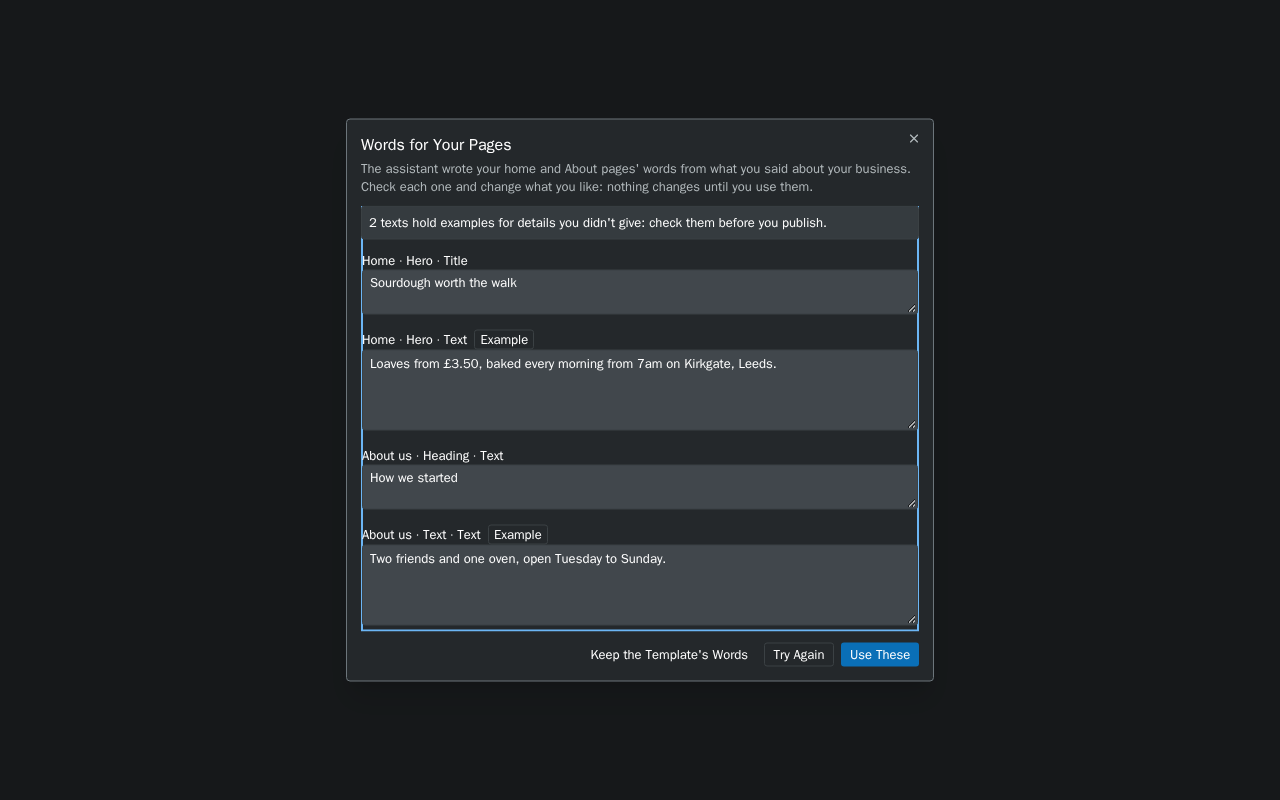 Words for Your Pages
The assistant wrote your home and About pages' words from what you said about your business.
Check each one and change what you like: nothing changes until you use them.
2 texts hold examples for details you didn't give: check them before you publish.
Home · Hero · Title
Sourdough worth the walk
Home · Hero · Text Example
Loaves from £3.50, baked every morning from 7am on Kirkgate, Leeds.
About us · Heading · Text
How we started
About us · Text · Text Example
Two friends and one oven, open Tuesday to Sunday.
Keep the Template's Words Try Again Use These